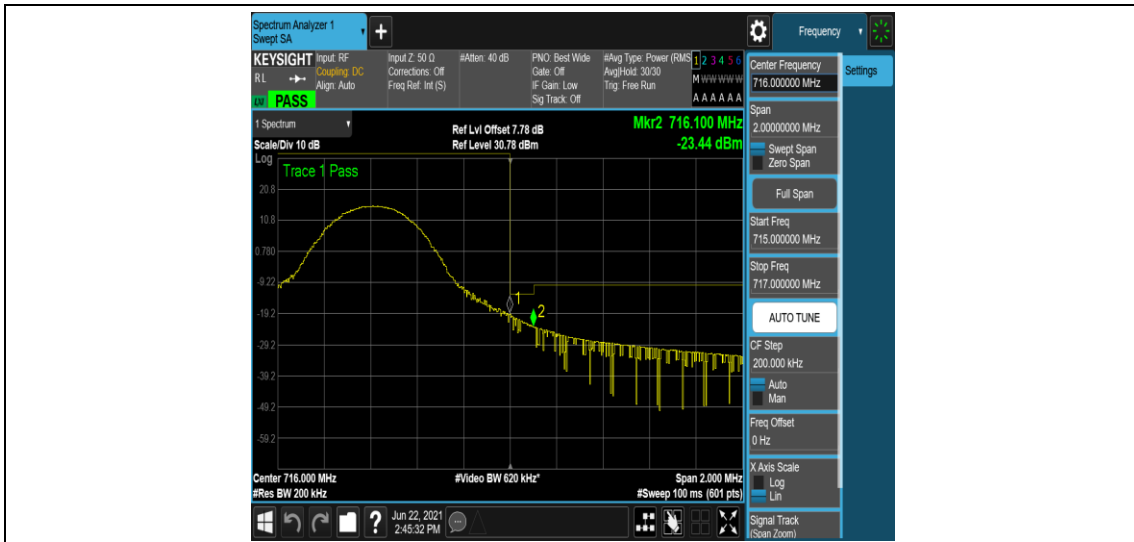 Spectrum Analyzer 1
Swept SA
+
Frequency
KEYSIGHT
RL
PASS
Input: RF
Coupling: DC
Align: Auto
Input Z: 50 Ω
Corrections: Off
Freq Ref: Int (S)
#Atten: 40 dB
PNO: Best Wide
Gate: Off
IF Gain: Low
Sig Track: Off
#Avg Type: Power (RMS
Avg|Hold: 30/30
Trig: Free Run
1 2 3 4 5 6
M W W W W W
A A A A A A
1 Spectrum
Scale/Div 10 dB
Ref Lvl Offset 7.78 dB
Ref Level 30.78 dBm
Mkr2 716.100 MHz
-23.44 dBm
Log
Trace 1 Pass
20.8
10.8
0.780
-9.22
-19.2
-29.2
-39.2
-49.2
-59.2
1
2
Center 716.000 MHz
#Res BW 200 kHz
#Video BW 620 kHz*
Span 2.000 MHz
#Sweep 100 ms (601 pts)
?
Jun 22, 2021
2:45:32 PM
Center Frequency
716.000000 MHz
Settings
Span
2.00000000 MHz
Swept Span
Zero Span
Full Span
Start Freq
715.000000 MHz
Stop Freq
717.000000 MHz
AUTO TUNE
CF Step
200.000 kHz
Auto
Man
Freq Offset
0 Hz
X Axis Scale
Log
Lin
Signal Track
(Span Zoom)